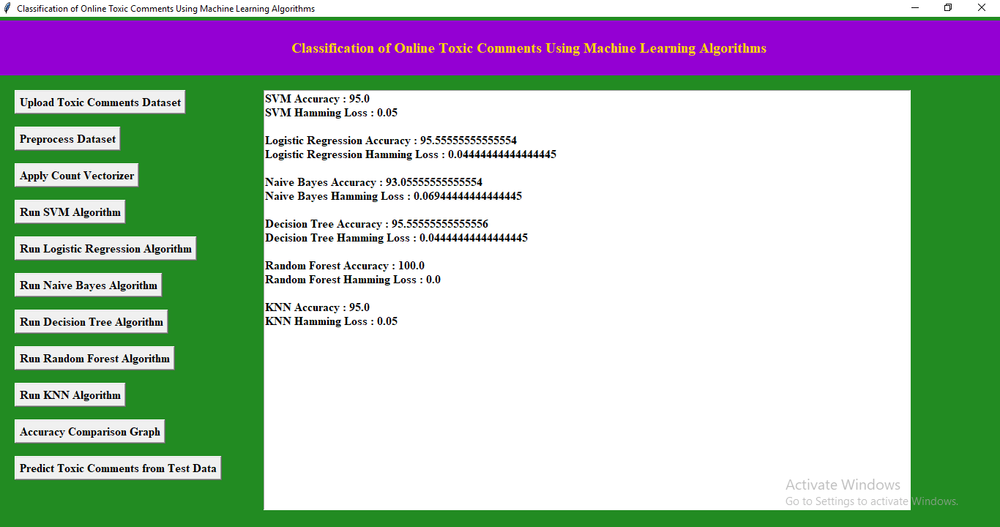 Classification of Online Toxic Comments Using Machine Learning Algorithms
Classification of Online Toxic Comments Using Machine Learning Algorithms
Upload Toxic Comments Dataset
Preprocess Dataset
Apply Count Vectorizer
Run SVM Algorithm
Run Logistic Regression Algorithm
Run Naive Bayes Algorithm
Run Decision Tree Algorithm
Run Random Forest Algorithm
Run KNN Algorithm
Accuracy Comparison Graph
Predict Toxic Comments from Test Data
SVM Accuracy : 95.0
SVM Hamming Loss : 0.05
Logistic Regression Accuracy : 95.55555555555554
Logistic Regression Hamming Loss : 0.04444444444444445
Naive Bayes Accuracy : 93.05555555555554
Naive Bayes Hamming Loss : 0.06944444444444445
Decision Tree Accuracy : 95.55555555555556
Decision Tree Hamming Loss : 0.04444444444444445
Random Forest Accuracy : 100.0
Random Forest Hamming Loss : 0.0
KNN Accuracy : 95.0
KNN Hamming Loss : 0.05
Activate Windows
Go to Settings to activate Windows.